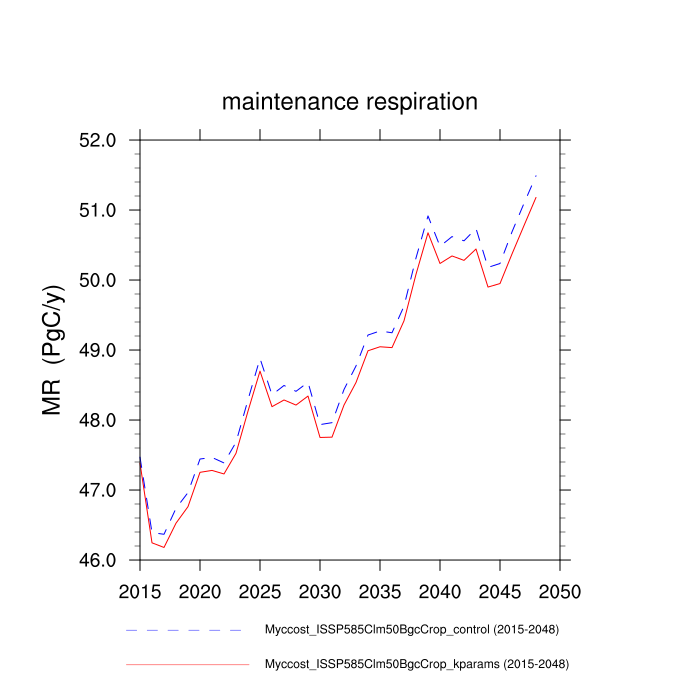 maintenance respiration
52.0
51.0
50.0
49.0
48.0
47.0
46.0
MR (PgC/y)
2015 2020 2025 2030 2035 2040 2045 2050
Myccost_ISSP585Clm50BgcCrop_control (2015-2048)
Myccost_ISSP585Clm50BgcCrop_kparams (2015-2048)